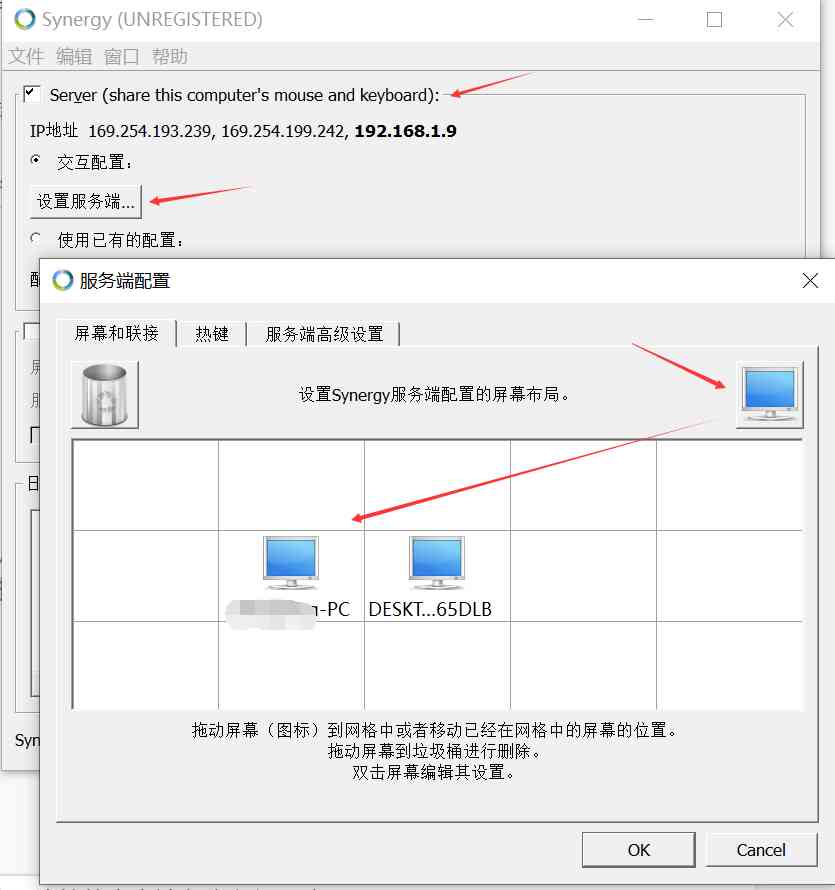 Synergy (UNREGISTERED)
文件 编辑 窗口 帮助
Server (share this computer's mouse and keyboard):
IP地址 169.254.193.239, 169.254.199.242, 192.168.1.9
交互配置：
设置服务端...
使用已有的配置：
服务端配置
屏幕和联接 热键 服务端高级设置
设置Synergy服务端配置的屏幕布局。
-PC DESKT...65DLB
拖动屏幕（图标）到网格中或者移动已经在网格中的屏幕的位置。
拖动屏幕到垃圾桶进行删除。
双击屏幕编辑其设置。
日
Syn
OK Cancel